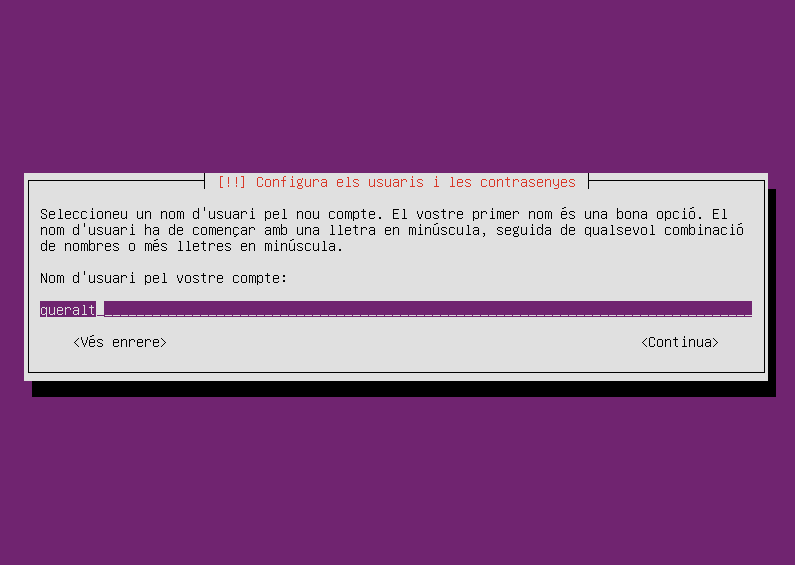 [!!] Configura els usuaris i les contrasenyes
Seleccioneu un nom d'usuari pel nou compte. El vostre primer nom és una bona opció. El
nom d'usuari ha de començar amb una lletra en minúscula, seguida de qualsevol combinació
de nombres o més lletres en minúscula.
Nom d'usuari pel vostre compte:
queralt
<Vés enrere> <Continua>